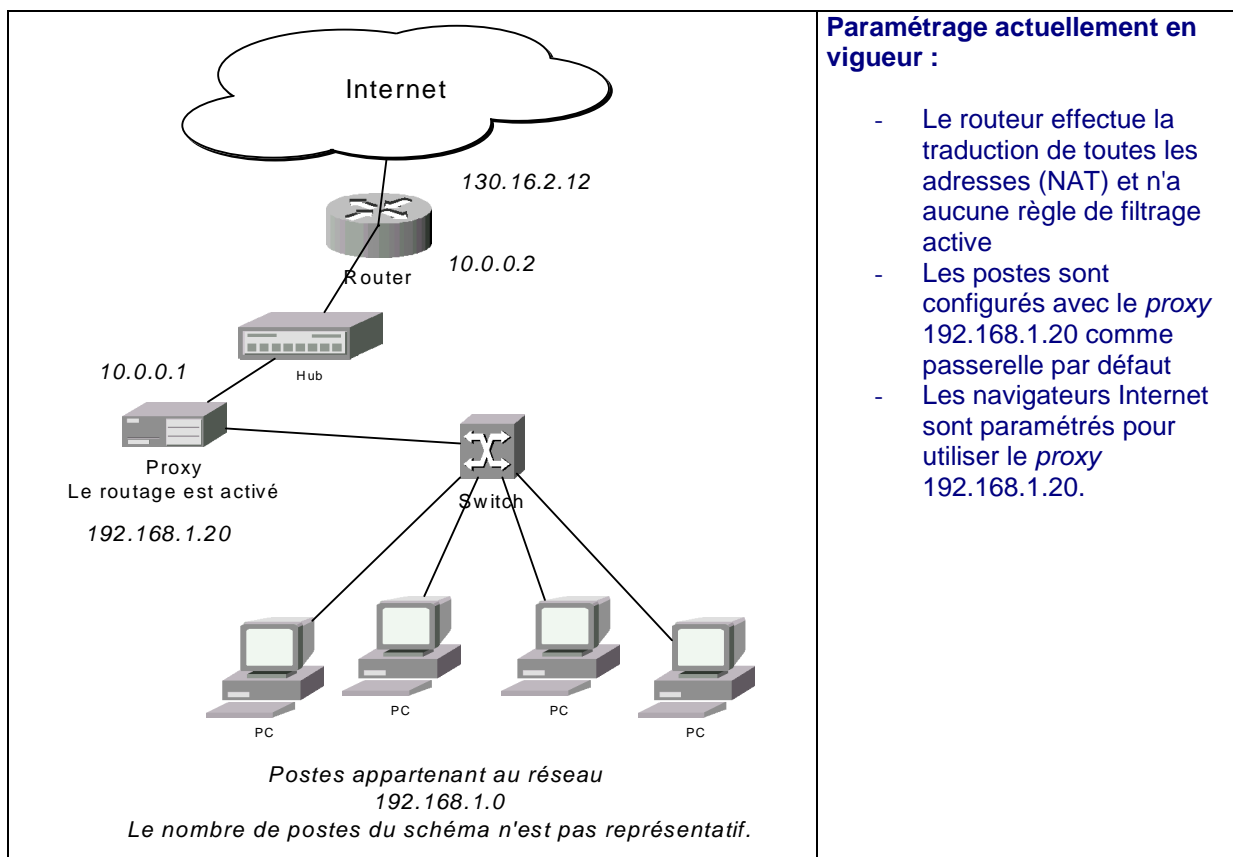 Internet
130.16.2.12
Router
10.0.0.2
Hub
10.0.0.1
Proxy
Le routage est activé
192.168.1.20
Switch
PC
PC
PC
PC
Postes appartenant au réseau
192.168.1.0
Le nombre de postes du schéma n'est pas représentatif.
Paramétrage actuellement en
vigueur :
- Le routeur effectue la
traduction de toutes les
adresses (NAT) et n'a
aucune règle de filtrage
active
- Les postes sont
configurés avec le proxy
192.168.1.20 comme
passerelle par défaut
- Les navigateurs Internet
sont paramétrés pour
utiliser le proxy
192.168.1.20.